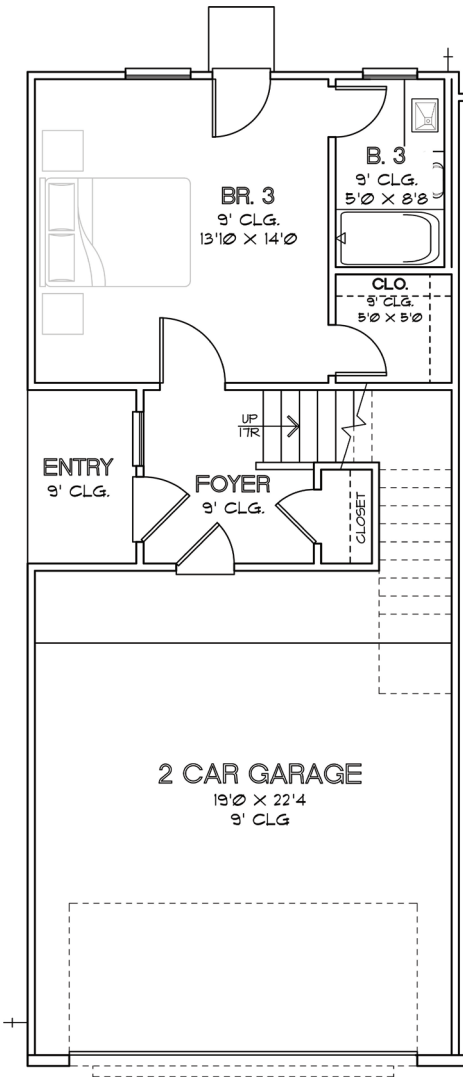 BR. 3
9' CLG.
13'10 X 14'0
B. 3
9' CLG.
5'0 X 8'8
CLO.
9' CLG.
5'0 X 5'0
UP
17R
ENTRY
9' CLG.
FOYER
9' CLG.
CLOSET
2 CAR GARAGE
19'0 X 22'4
9' CLG